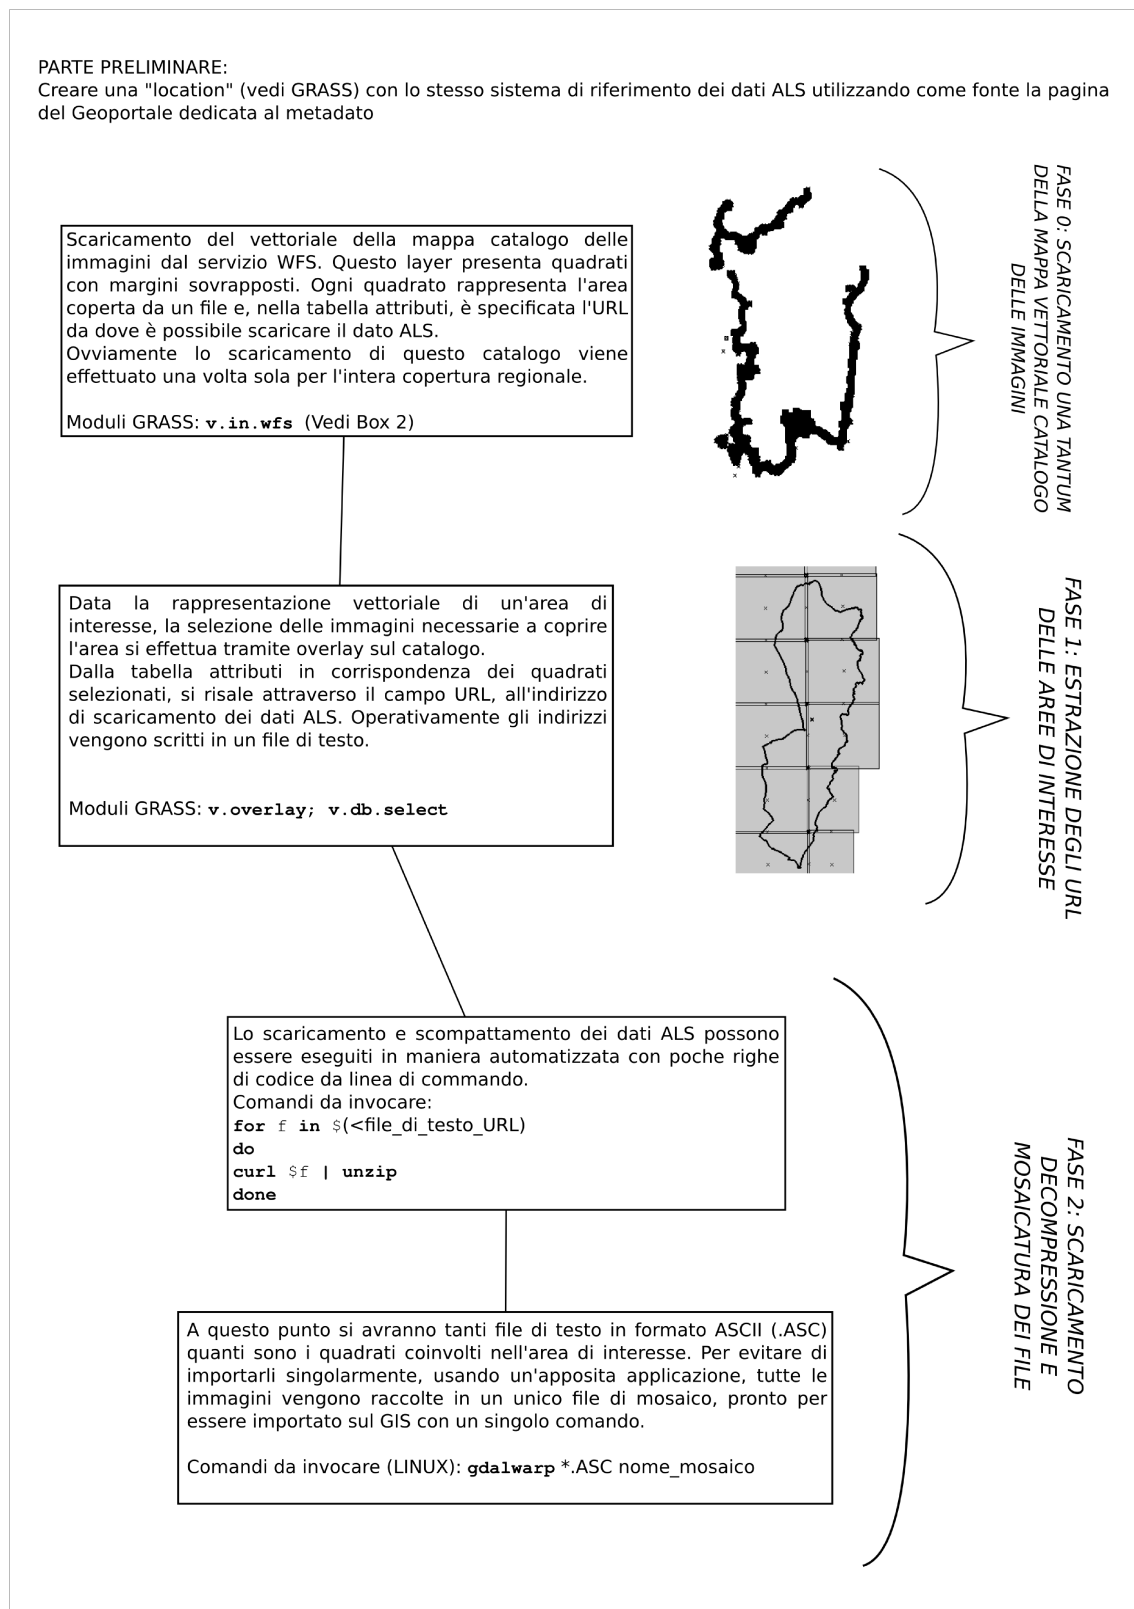 PARTE PRELIMINARE:
Creare una "location" (vedi GRASS) con lo stesso sistema di riferimento dei dati ALS utilizzando come fonte la pagina
del Geoportale dedicata al metadato
FASE 0: SCARICAMENTO UNA TANTUM
DELLA MAPPA VETTORIALE CATALOGO
DELLE IMMAGINI
Scaricamento del vettoriale della mappa catalogo delle
immagini dal servizio WFS. Questo layer presenta quadrati
con margini sovrapposti. Ogni quadrato rappresenta l'area
coperta da un file e, nella tabella attributi, è specificata l'URL
da dove è possibile scaricare il dato ALS.
Ovviamente lo scaricamento di questo catalogo viene
effettuato una volta sola per l'intera copertura regionale.
Moduli GRASS: v.in.wfs (Vedi Box 2)
FASE 1: ESTRAZIONE DEGLI URL
DELLE AREE DI INTERESSE
Data la rappresentazione vettoriale di un'area di
interesse, la selezione delle immagini necessarie a coprire
l'area si effettua tramite overlay sul catalogo.
Dalla tabella attributi in corrispondenza dei quadrati
selezionati, si risale attraverso il campo URL, all'indirizzo
di scaricamento dei dati ALS. Operativamente gli indirizzi
vengono scritti in un file di testo.
Moduli GRASS: v.overlay; v.db.select
FASE 2: SCARICAMENTO
DECOMPRESSIONE E
MOSAICATURA DEI FILE
Lo scaricamento e scompattamento dei dati ALS possono
essere eseguiti in maniera automatizzata con poche righe
di codice da linea di commando.
Comandi da invocare:
for f in $(<file_di_testo_URL)
do
curl $f | unzip
done
A questo punto si avranno tanti file di testo in formato ASCII (.ASC)
quanti sono i quadrati coinvolti nell'area di interesse. Per evitare di
importarli singolarmente, usando un'apposita applicazione, tutte le
immagini vengono raccolte in un unico file di mosaico, pronto per
essere importato sul GIS con un singolo comando.
Comandi da invocare (LINUX): gdalwarp *.ASC nome_mosaico